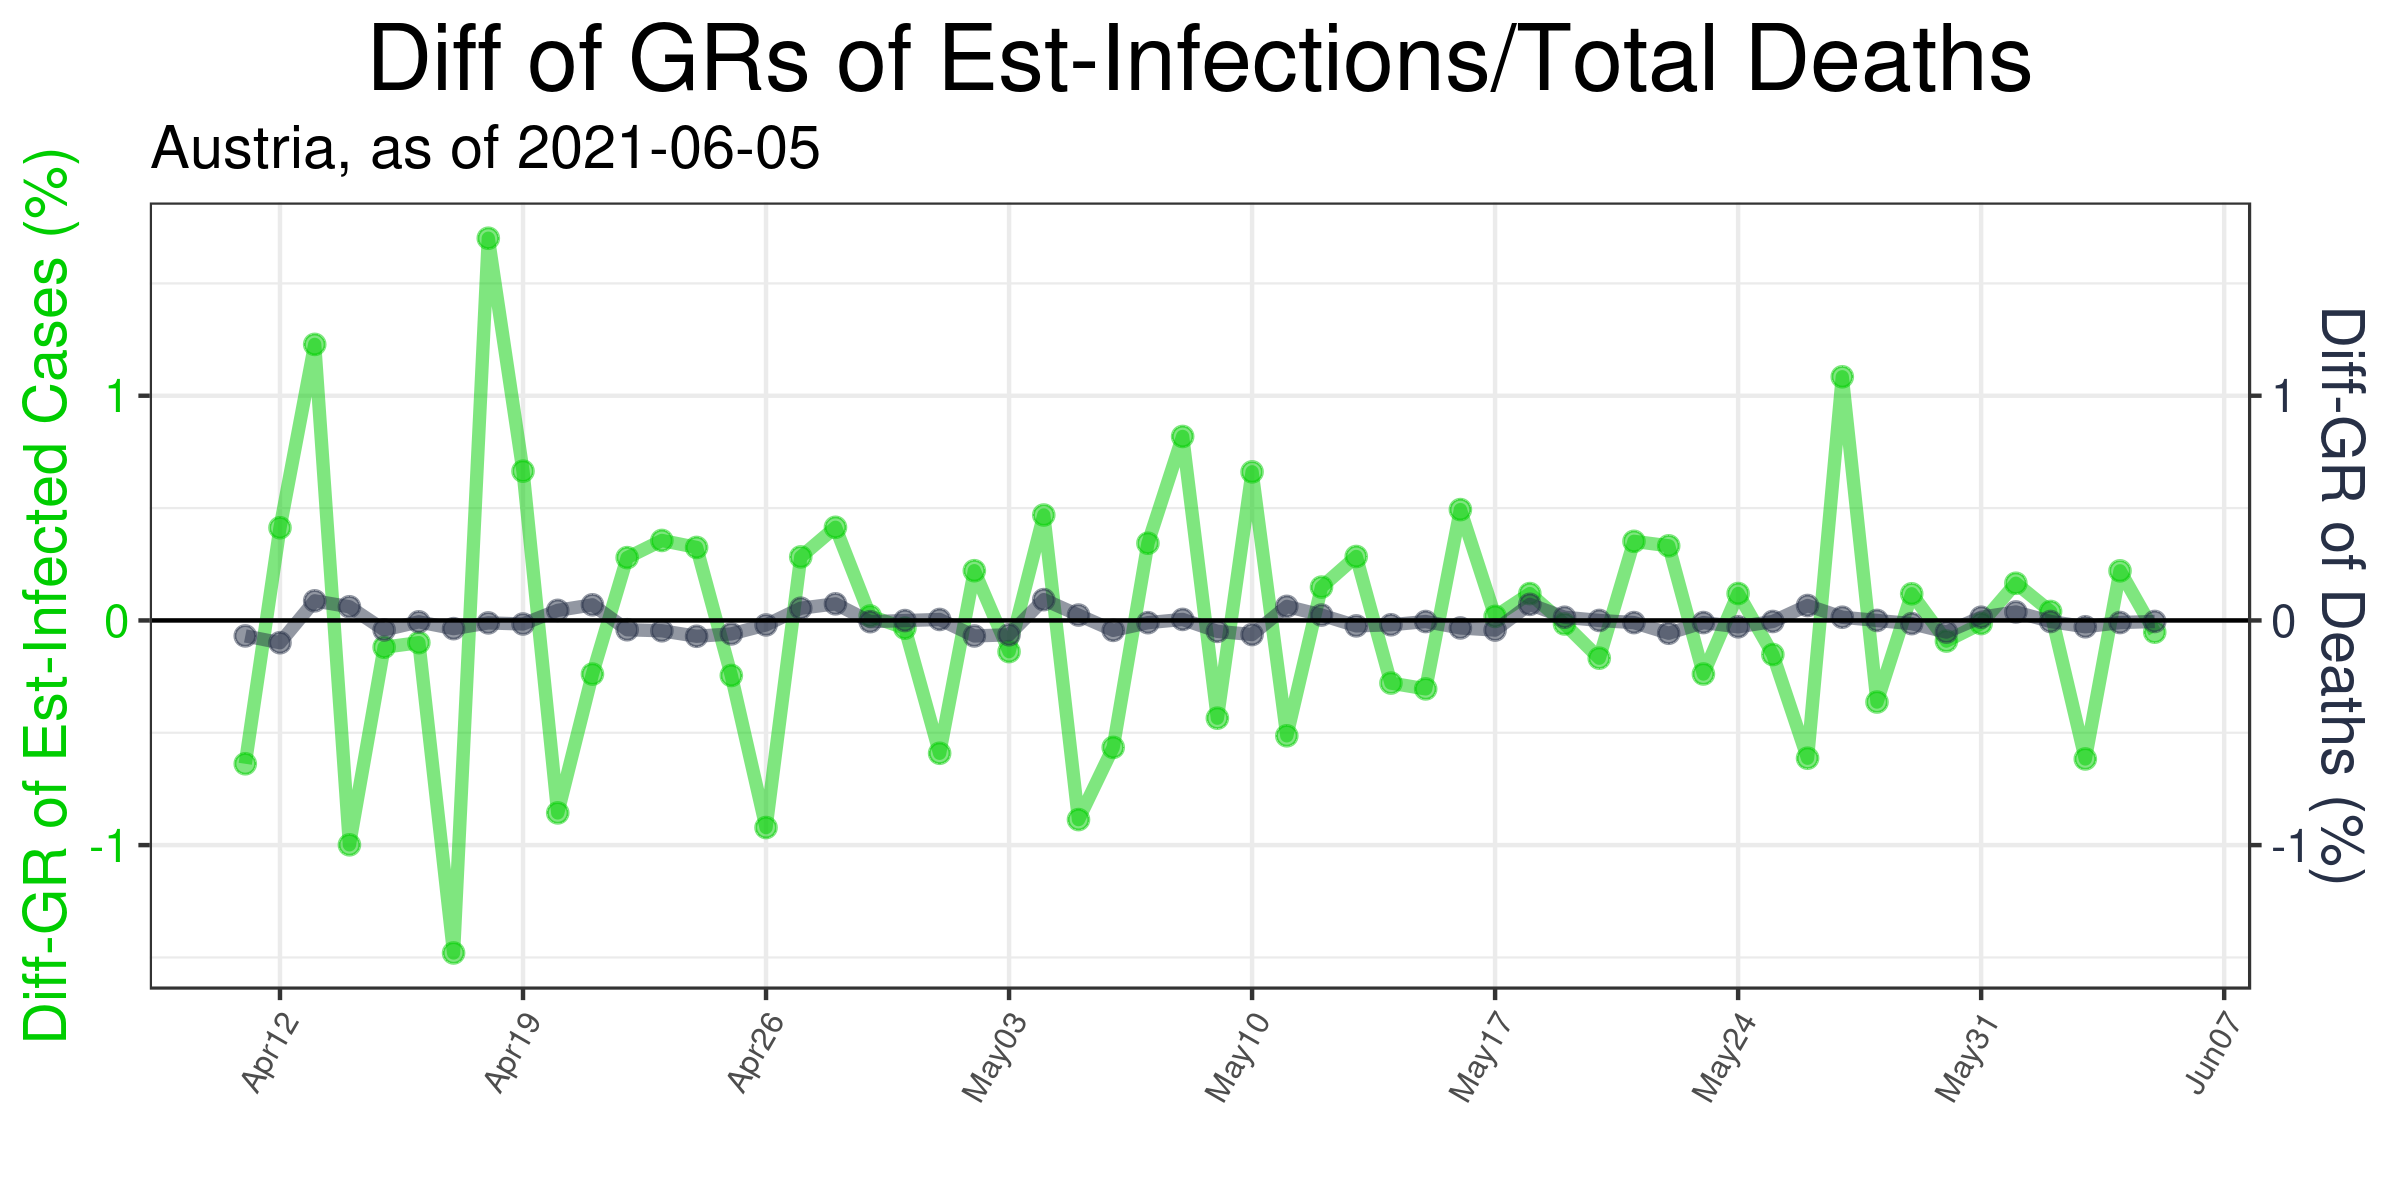 Diff of GRs of Est-Infections/Total Deaths
Austria, as of 2021-06-05
Diff-GR of Est-Infected Cases (%)
1
0
-1
1
0
-1
Diff-GR of Deaths (%)
Apr12
Apr19
Apr26
May03
May10
May17
May24
May31
Jun07